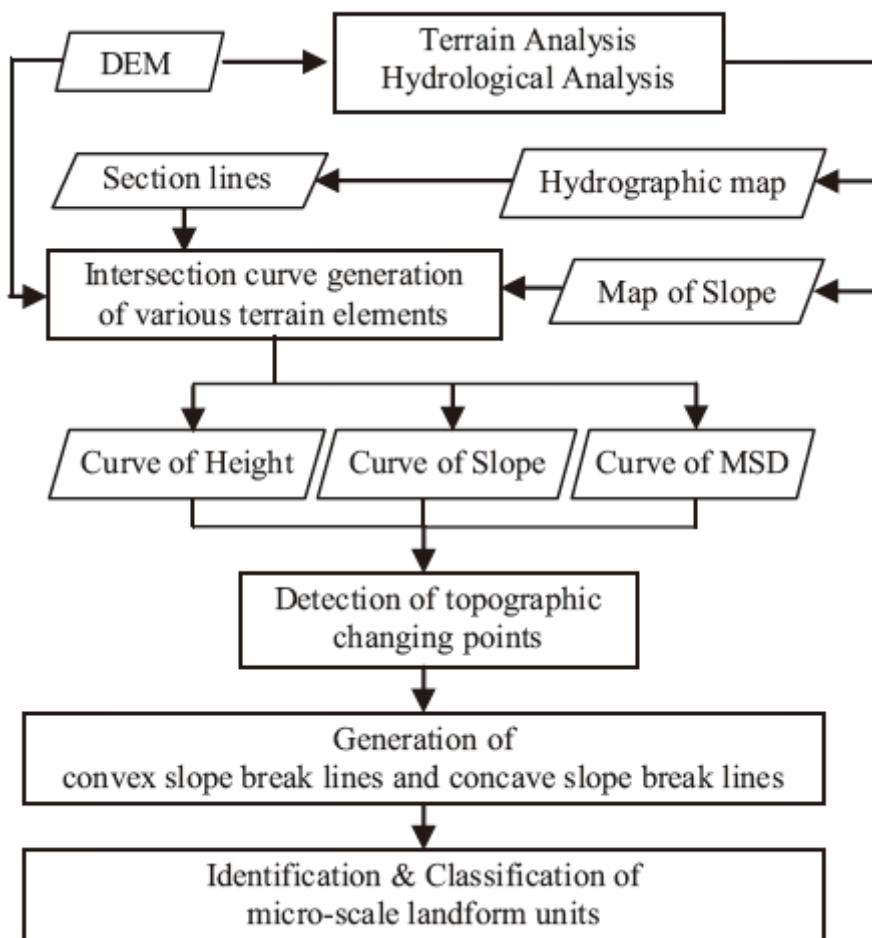 DEM
Terrain Analysis
Hydrological Analysis
Section lines
Hydrographic map
Intersection curve generation
of various terrain elements
Map of Slope
Curve of Height
Curve of Slope
Curve of MSD
Detection of topographic
changing points
Generation of
convex slope break lines and concave slope break lines
Identification & Classification of
micro-scale landform units